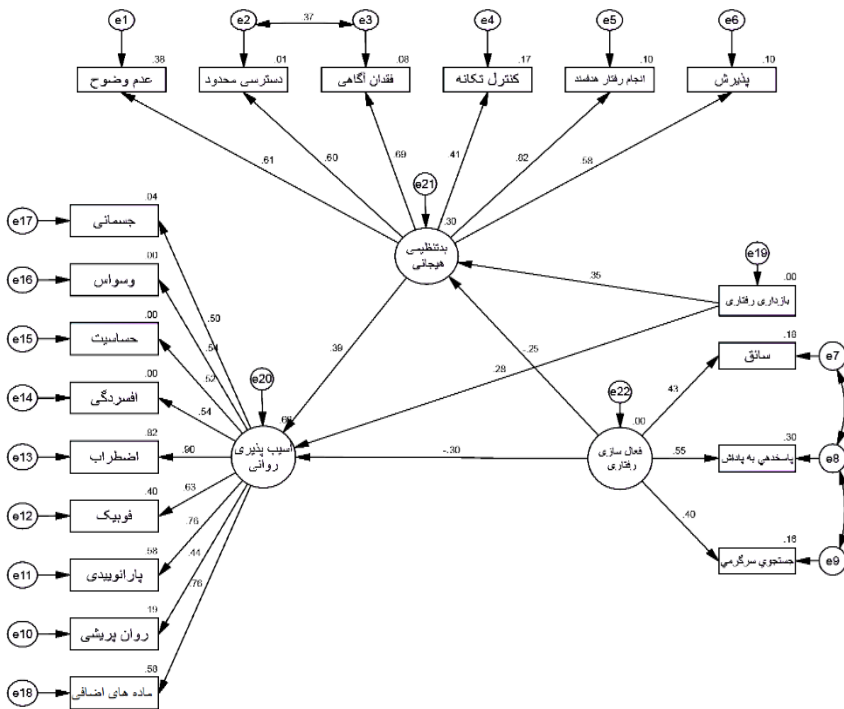 e1
e2
.37
e3
e4
e5
e6
.38
.01
.08
.17
.10
.10
عدم وضوح
دسترسی محدود
فقدان آگاهی
کنترل تکانه
انجام رفتار هدفمند
پذیرش
.61
.60
.69
.41
.82
.58
e21
.30
بدتنظیمی
هیجانی
e17
.04
جسمانی
e16
.00
وسواس
e15
.00
حساسیت
e14
.00
افسردگی
e13
.82
اضطراب
e12
.40
فوبیک
e11
.58
پارانوییدی
e10
.19
روان پریشی
e18
.58
ماده های اضافی
.50
.54
.52
.54
.90
.63
.76
.44
.76
e20
آسیب پذیری
روانی
.39
.35
.28
-.25
-.30
e19
.00
بازداری رفتاری
e22
.00
فعال سازی
رفتاری
.43
.55
.40
.18
سائق
e7
.30
پاسخدهي به پاداش
e8
.16
جستجوي سرگرمي
e9